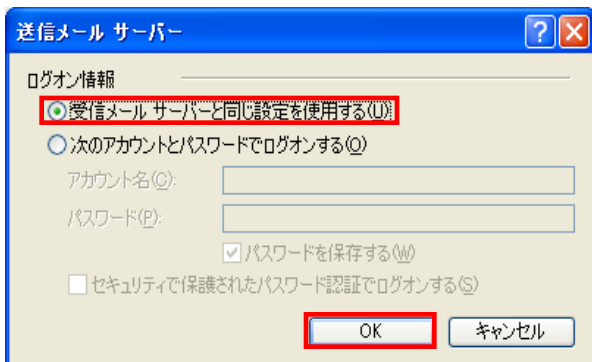 送信メール サーバー
ログオン情報
受信メール サーバーと同じ設定を使用する(U)
次のアカウントとパスワードでログオンする(O)
アカウント名(C):
パスワード(P):
パスワードを保存する(W)
セキュリティで保護されたパスワード認証でログオンする(S)
OK キャンセル